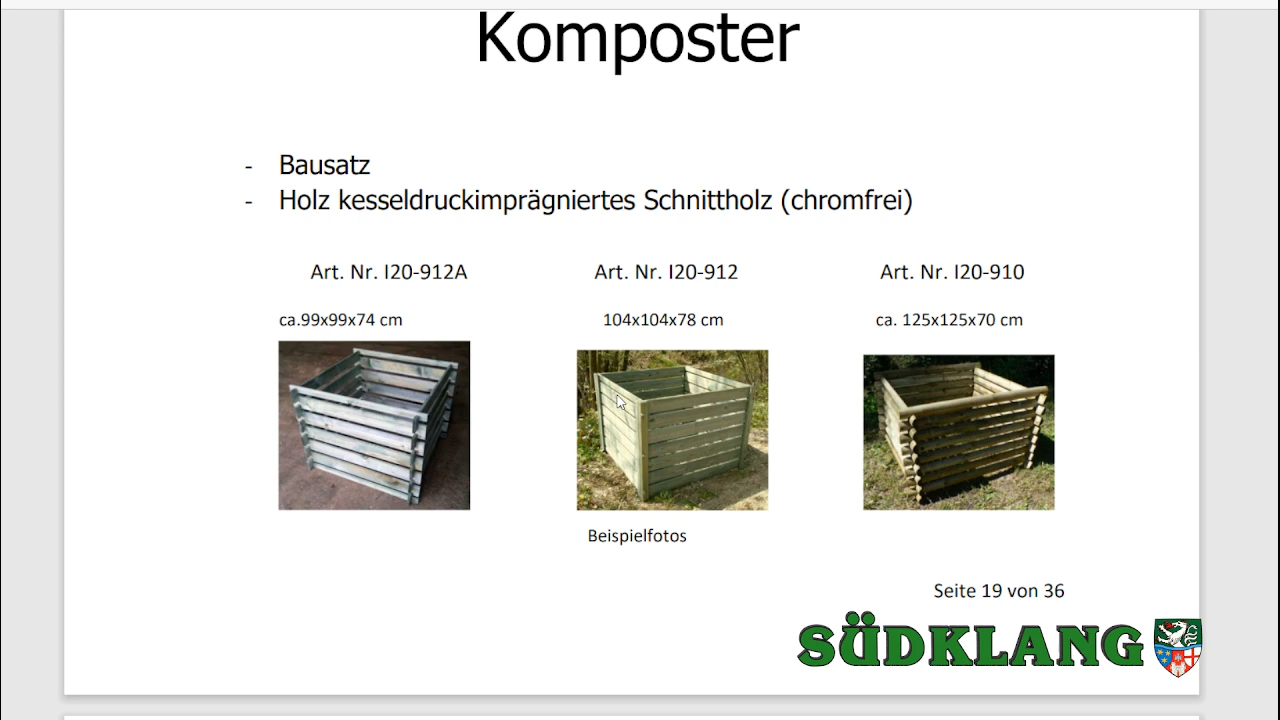 Komposter
- Bausatz
- Holz kesseldruckimprägniertes Schnittholz (chromfrei)
Art. Nr. I20-912A
Art. Nr. I20-912
Art. Nr. I20-910
ca.99x99x74 cm
104x104x78 cm
ca. 125x125x70 cm
Beispielfotos
Seite 19 von 36
SÜDKLANG